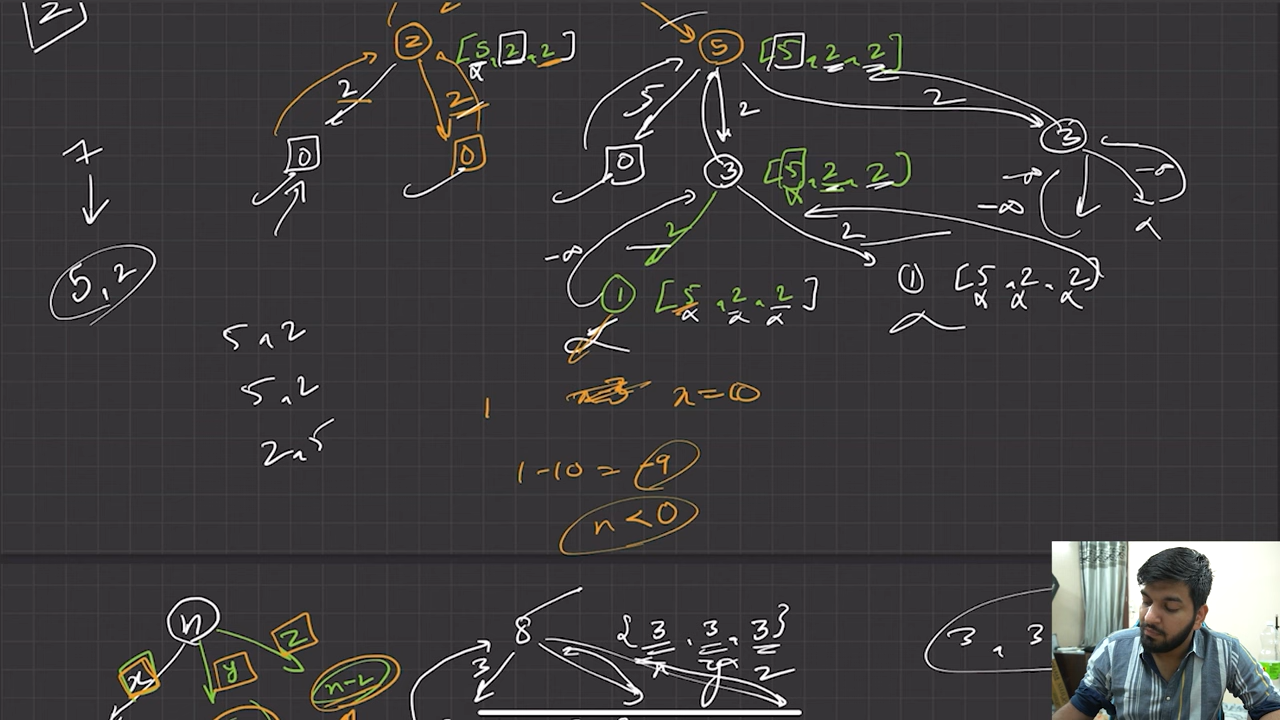 2
2 [5, 2, 2] 5 [5, 2, 2]
2 2 5 2 2
7 0 0 0 3 3
[5, 2, 2]
-∞ -∞
-∞ 2 2
5,2 1 [5, 2, 2] 1 [5, 2, 2]
5,2
5,2 x=10
1
2,5
1-10 = -9
n<0
n 8 {3, 3, 3} 3, 3
z
x y n-2 3 x y z